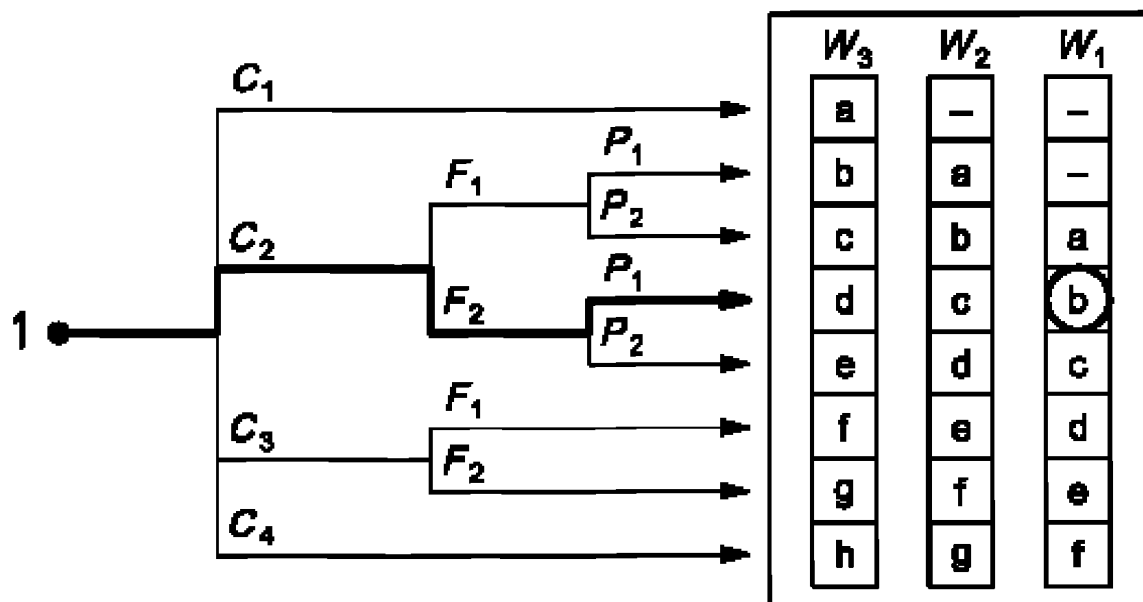 W3 W2 W1
C1 a – –
P1
F1 b a –
P2
C2 c b a
P1
F2 d c b
P2
1
e d c
F1
C3 f e d
F2
g f e
C4
h g f